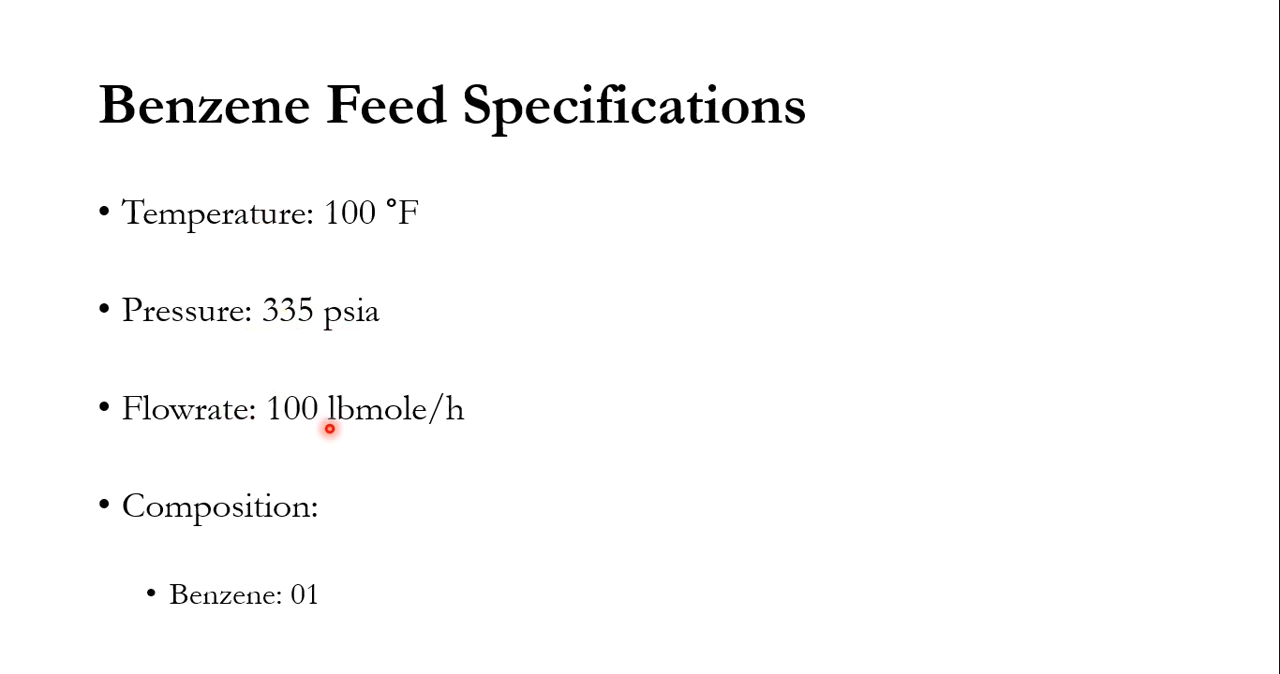 Benzene Feed Specifications
• Temperature: 100 °F
• Pressure: 335 psia
• Flowrate: 100 lbmole/h
• Composition:
• Benzene: 01